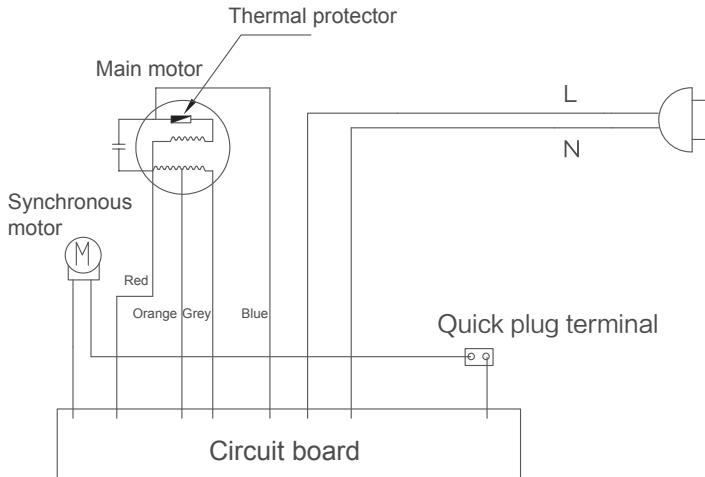 Thermal protector
Main motor
L
N
Synchronous
motor
M
Red
Orange
Grey
Blue
Quick plug terminal
Circuit board